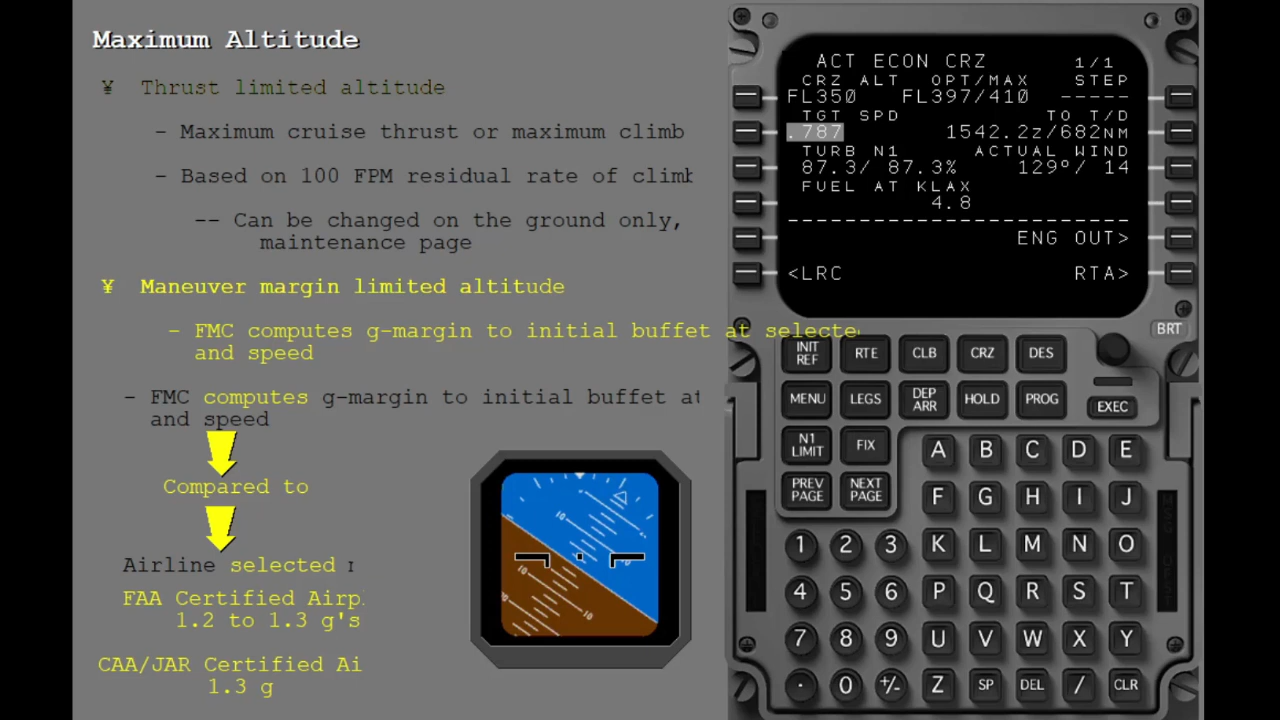 Maximum Altitude
¥ Thrust limited altitude
- Maximum cruise thrust or maximum climb
- Based on 100 FPM residual rate of climb
-- Can be changed on the ground only,
maintenance page
¥ Maneuver margin limited altitude
- FMC computes g-margin to initial buffet at selecte
and speed
- FMC computes g-margin to initial buffet at
and speed
Compared to
Airline selected
FAA Certified Airp
1.2 to 1.3 g's
CAA/JAR Certified Ai
1.3 g
10 10
10 10
ACT ECON CRZ 1/1
CRZ ALT OPT/MAX STEP
FL350 FL397/410 -----
TGT SPD TO T/D
.787 1542.2z/682NM
TURB N1 ACTUAL WIND
87.3/ 87.3% 129°/ 14
FUEL AT KLAX
4.8
--------------------------------
ENG OUT>
<LRC RTA>
BRT
INIT REF RTE CLB CRZ DES
MENU LEGS DEP ARR HOLD PROG EXEC
N1 LIMIT FIX
PREV PAGE NEXT PAGE
A B C D E
F G H I J
1 2 3 K L M N O
4 5 6 P Q R S T
7 8 9 U V W X Y
. 0 +/- Z SP DEL / CLR